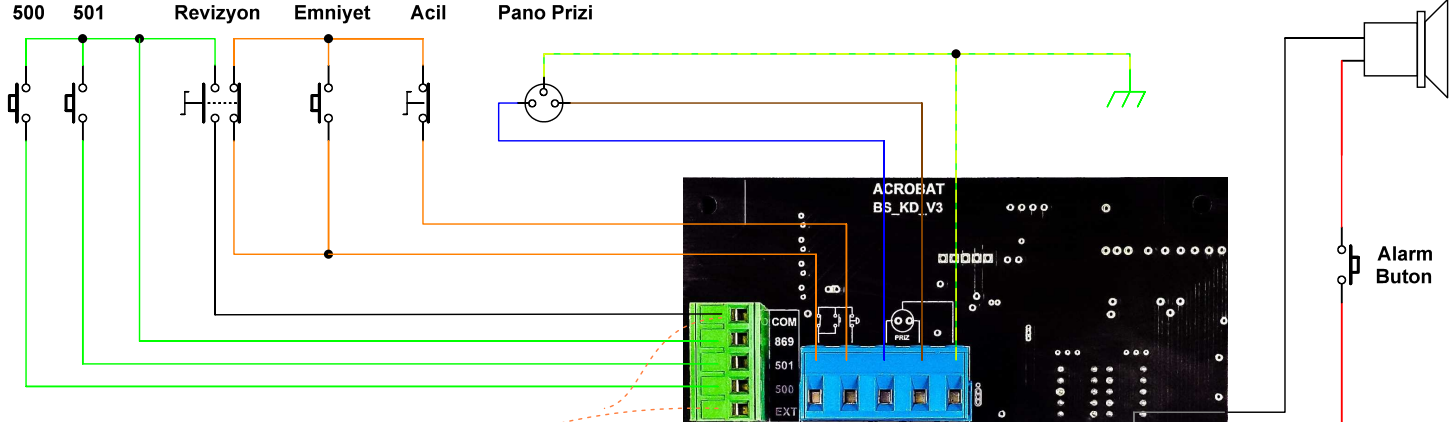 500 501 Revizyon Emniyet Acil Pano Prizi
ACROBAT
BS_KD_V3
Alarm
Buton
COM
869
501
500
EXT
PRIZ